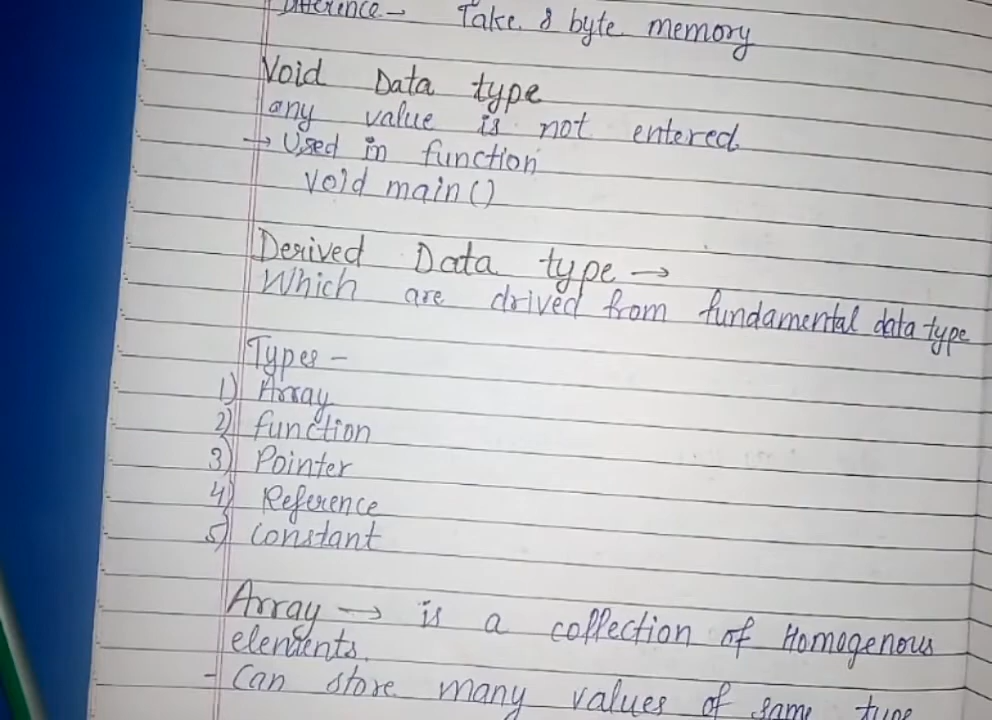 Difference → Take 8 byte memory
Void Data type
any value is not entered
→ Used in function
void main()
Derived Data type →
Which are drived from fundamental data type
Types -
1) Array
2) function
3) Pointer
4) Reference
5) Constant
Array → is a collection of Homogenous
elements.
- Can store many values of same type